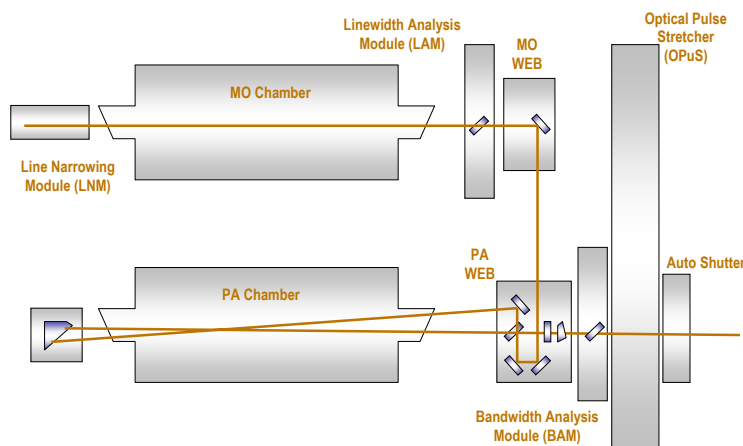 Linewidth Analysis
Module (LAM)
MO
WEB
Optical Pulse
Stretcher
(OPuS)
MO Chamber
Line Narrowing
Module (LNM)
PA
WEB
Auto Shutter
PA Chamber
Bandwidth Analysis
Module (BAM)